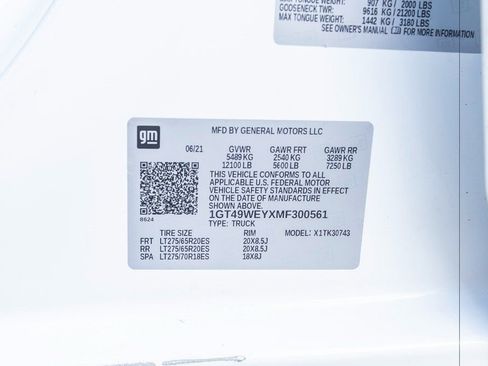 MAX TONGUE WEIGHT: 907 KG / 2000 LBS
GOOSENECK TWR: 9616 KG / 21200 LBS
MAX TONGUE WEIGHT: 1442 KG / 3180 LBS
SEE OWNER'S MANUAL FOR MORE INFORMATION
gm
MFD BY GENERAL MOTORS LLC
06/21 GVWR GAWR FRT GAWR RR
5489 KG 2540 KG 3289 KG
12100 LB 5600 LB 7250 LB
THIS VEHICLE CONFORMS TO ALL
APPLICABLE U.S. FEDERAL MOTOR
VEHICLE SAFETY STANDARDS IN
EFFECT ON THE DATE OF MANUFACTURE
SHOWN ABOVE.
1GT49WEYXMF300561
8624
TYPE: TRUCK
TIRE SIZE RIM MODEL: X1TK30743
FRT LT275/65R20ES 20X8.5J
RR LT275/65R20ES 20X8.5J
SPA LT275/70R18ES 18X8J